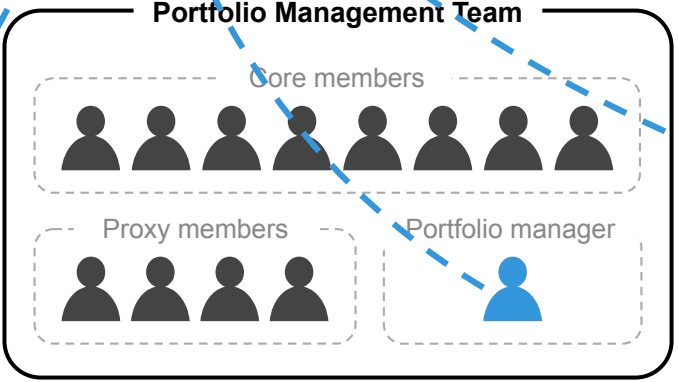 Portfolio Management Team
Core members
Proxy members
Portfolio manager